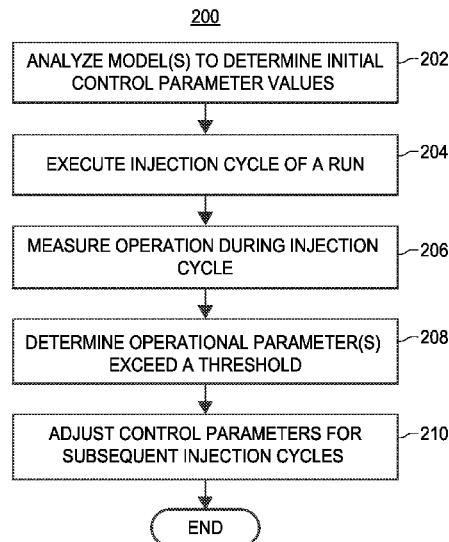 200
ANALYZE MODEL(S) TO DETERMINE INITIAL
CONTROL PARAMETER VALUES
202
EXECUTE INJECTION CYCLE OF A RUN
204
MEASURE OPERATION DURING INJECTION
CYCLE
206
DETERMINE OPERATIONAL PARAMETER(S)
EXCEED A THRESHOLD
208
ADJUST CONTROL PARAMETERS FOR
SUBSEQUENT INJECTION CYCLES
210
END